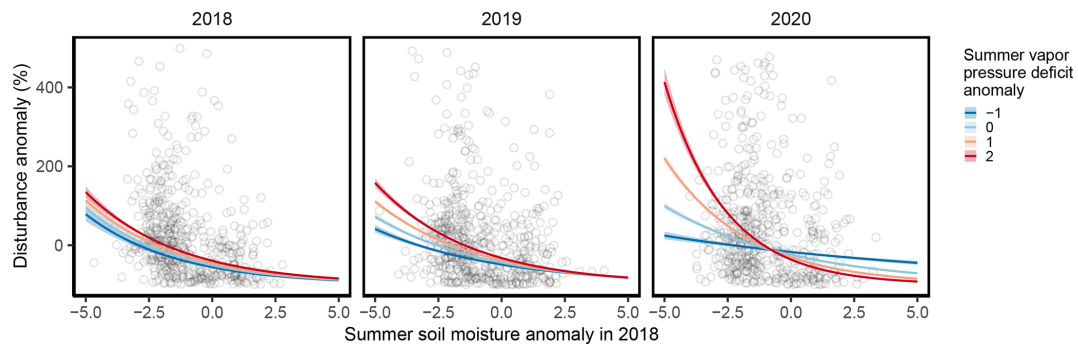 2018
2019
2020
Disturbance anomaly (%)
400
200
0
−5.0 −2.5 0.0 2.5 5.0
−5.0 −2.5 0.0 2.5 5.0
−5.0 −2.5 0.0 2.5 5.0
Summer soil moisture anomaly in 2018
Summer vapor
pressure deficit
anomaly
−1
0
1
2